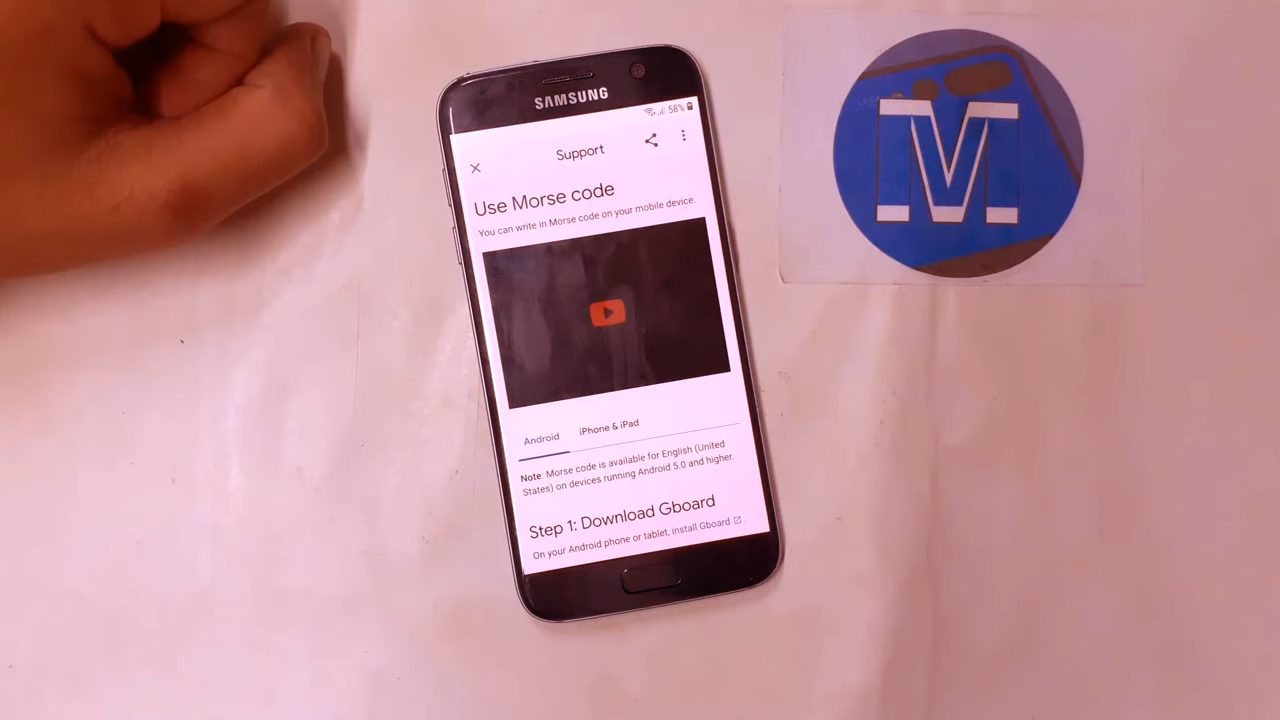 SAMSUNG
58%
Support
Use Morse code
You can write in Morse code on your mobile device.
Android
iPhone & iPad
Note: Morse code is available for English (United
States) on devices running Android 5.0 and higher.
Step 1: Download Gboard
On your Android phone or tablet, install Gboard .
M